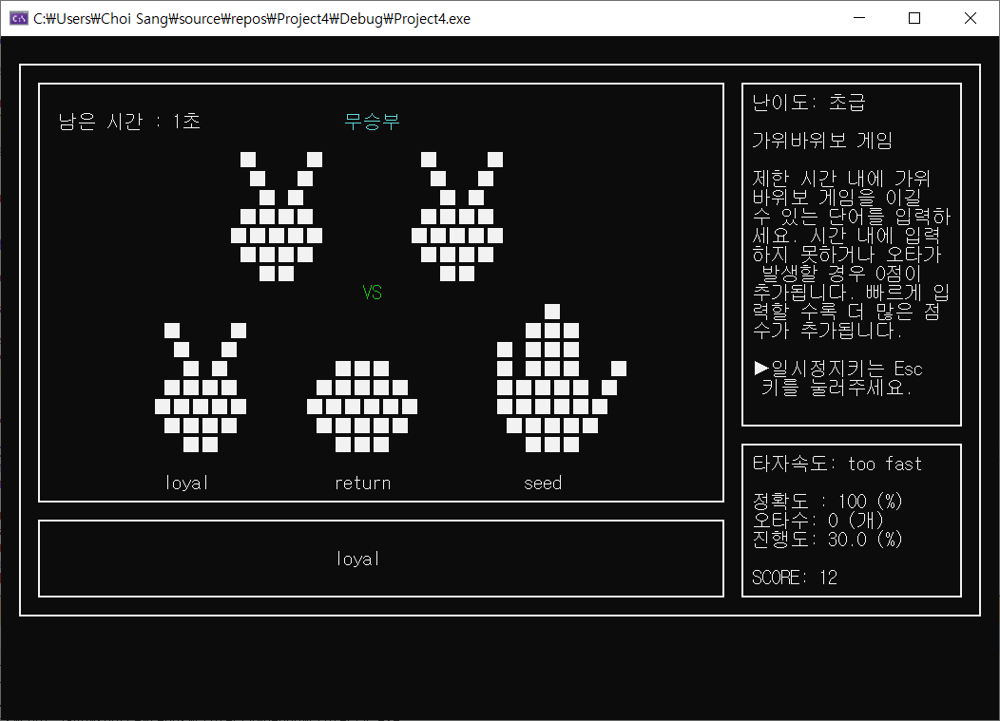 C:\Users\Choi Sang\source\repos\Project4\Debug\Project4.exe
남은 시간 : 1초
무승부
VS
loyal
return
seed
loyal
난이도: 초급
가위바위보 게임
제한 시간 내에 가위
바위보 게임을 이길
수 있는 단어를 입력하
세요. 시간 내에 입력
하지 못하거나 오타가
발생할 경우 0점이
추가됩니다. 빠르게 입
력할 수록 더 많은 점
수가 추가됩니다.
▶일시정지키는 Esc
키를 눌러주세요.
타자속도: too fast
정확도 : 100 (%)
오타수: 0 (개)
진행도: 30.0 (%)
SCORE: 12